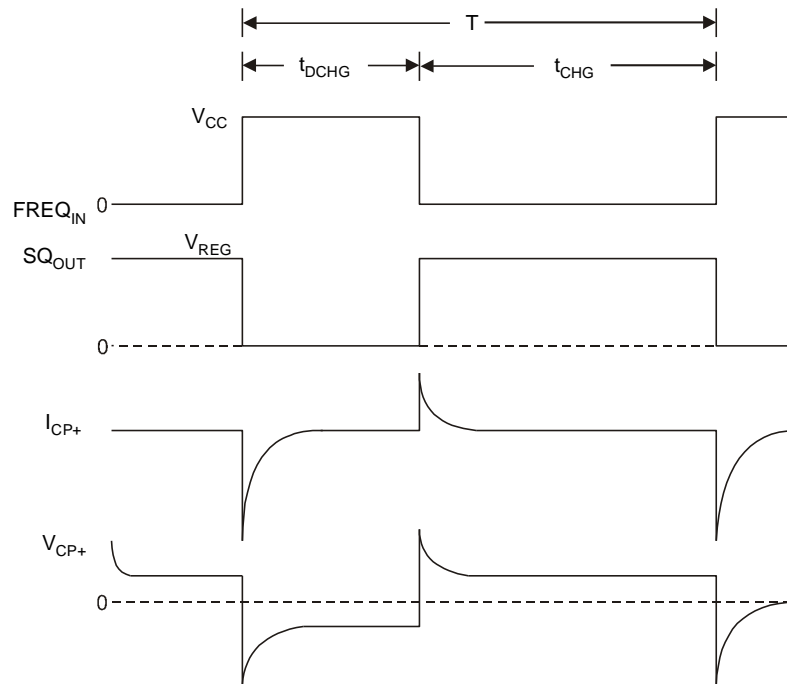 T
tDCHG
tCHG
VCC
0
FREQIN
VREG
SQOUT
0
ICP+
VCP+
0